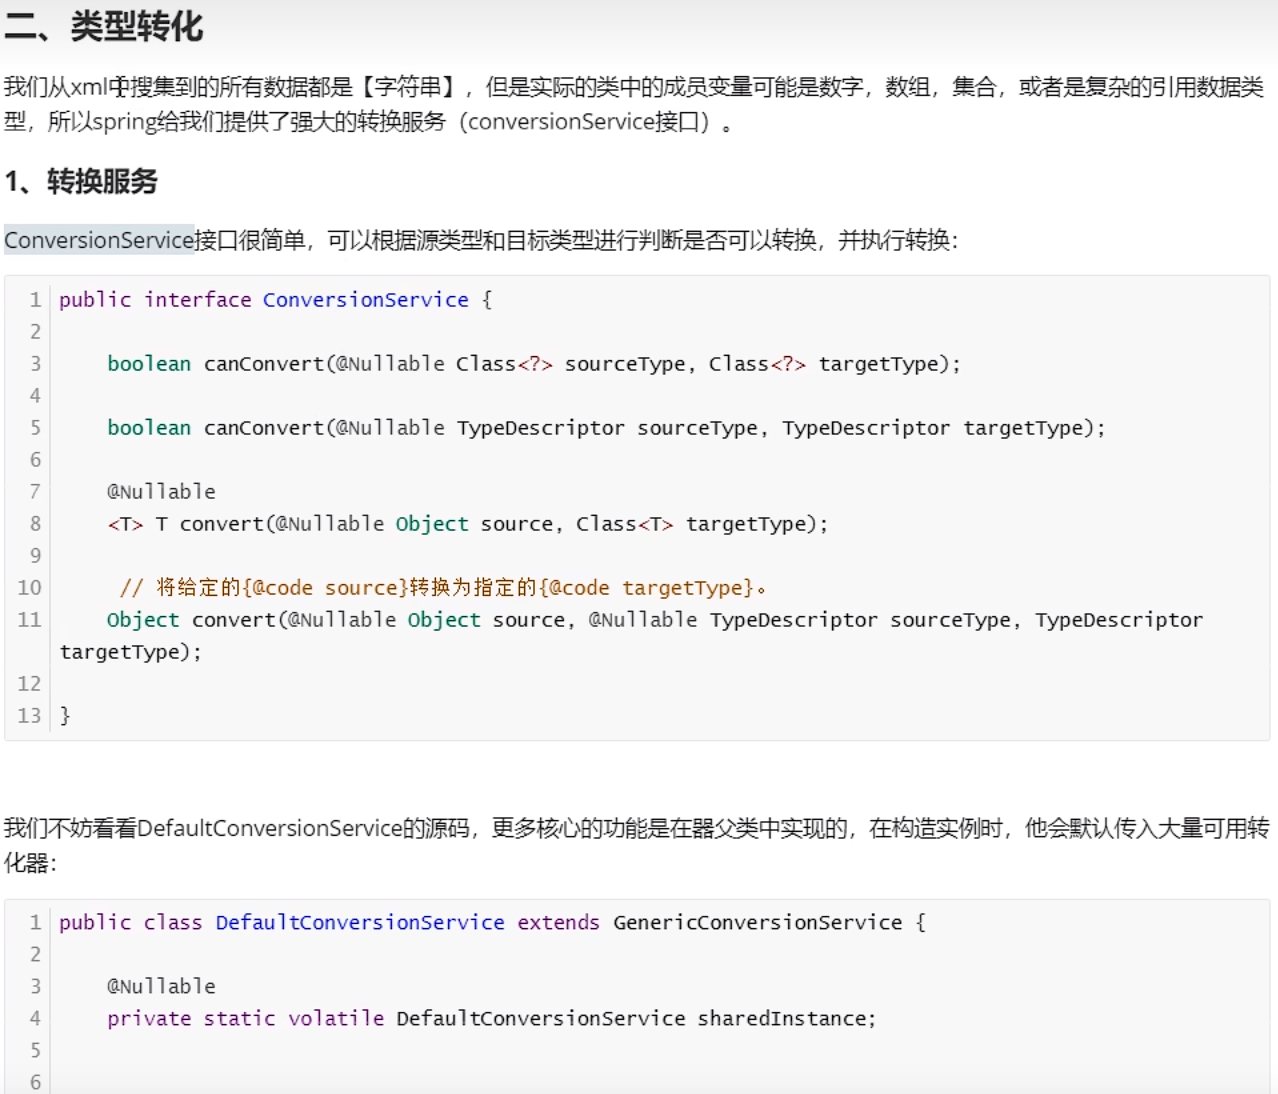 二、类型转化
我们从xml中搜集到的所有数据都是【字符串】，但是实际的类中的成员变量可能是数字，数组，集合，或者是复杂的引用数据类
型，所以spring给我们提供了强大的转换服务（conversionService接口）。
1、转换服务
ConversionService接口很简单，可以根据源类型和目标类型进行判断是否可以转换，并执行转换：
1 public interface ConversionService {
2
3     boolean canConvert(@Nullable Class<?> sourceType, Class<?> targetType);
4
5     boolean canConvert(@Nullable TypeDescriptor sourceType, TypeDescriptor targetType);
6
7     @Nullable
8     <T> T convert(@Nullable Object source, Class<T> targetType);
9
10      // 将给定的{@code source}转换为指定的{@code targetType}。
11     Object convert(@Nullable Object source, @Nullable TypeDescriptor sourceType, TypeDescriptor
targetType);
12
13 }
我们不妨看看DefaultConversionService的源码，更多核心的功能是在器父类中实现的，在构造实例时，他会默认传入大量可用转
化器：
1 public class DefaultConversionService extends GenericConversionService {
2
3     @Nullable
4     private static volatile DefaultConversionService sharedInstance;
5
6